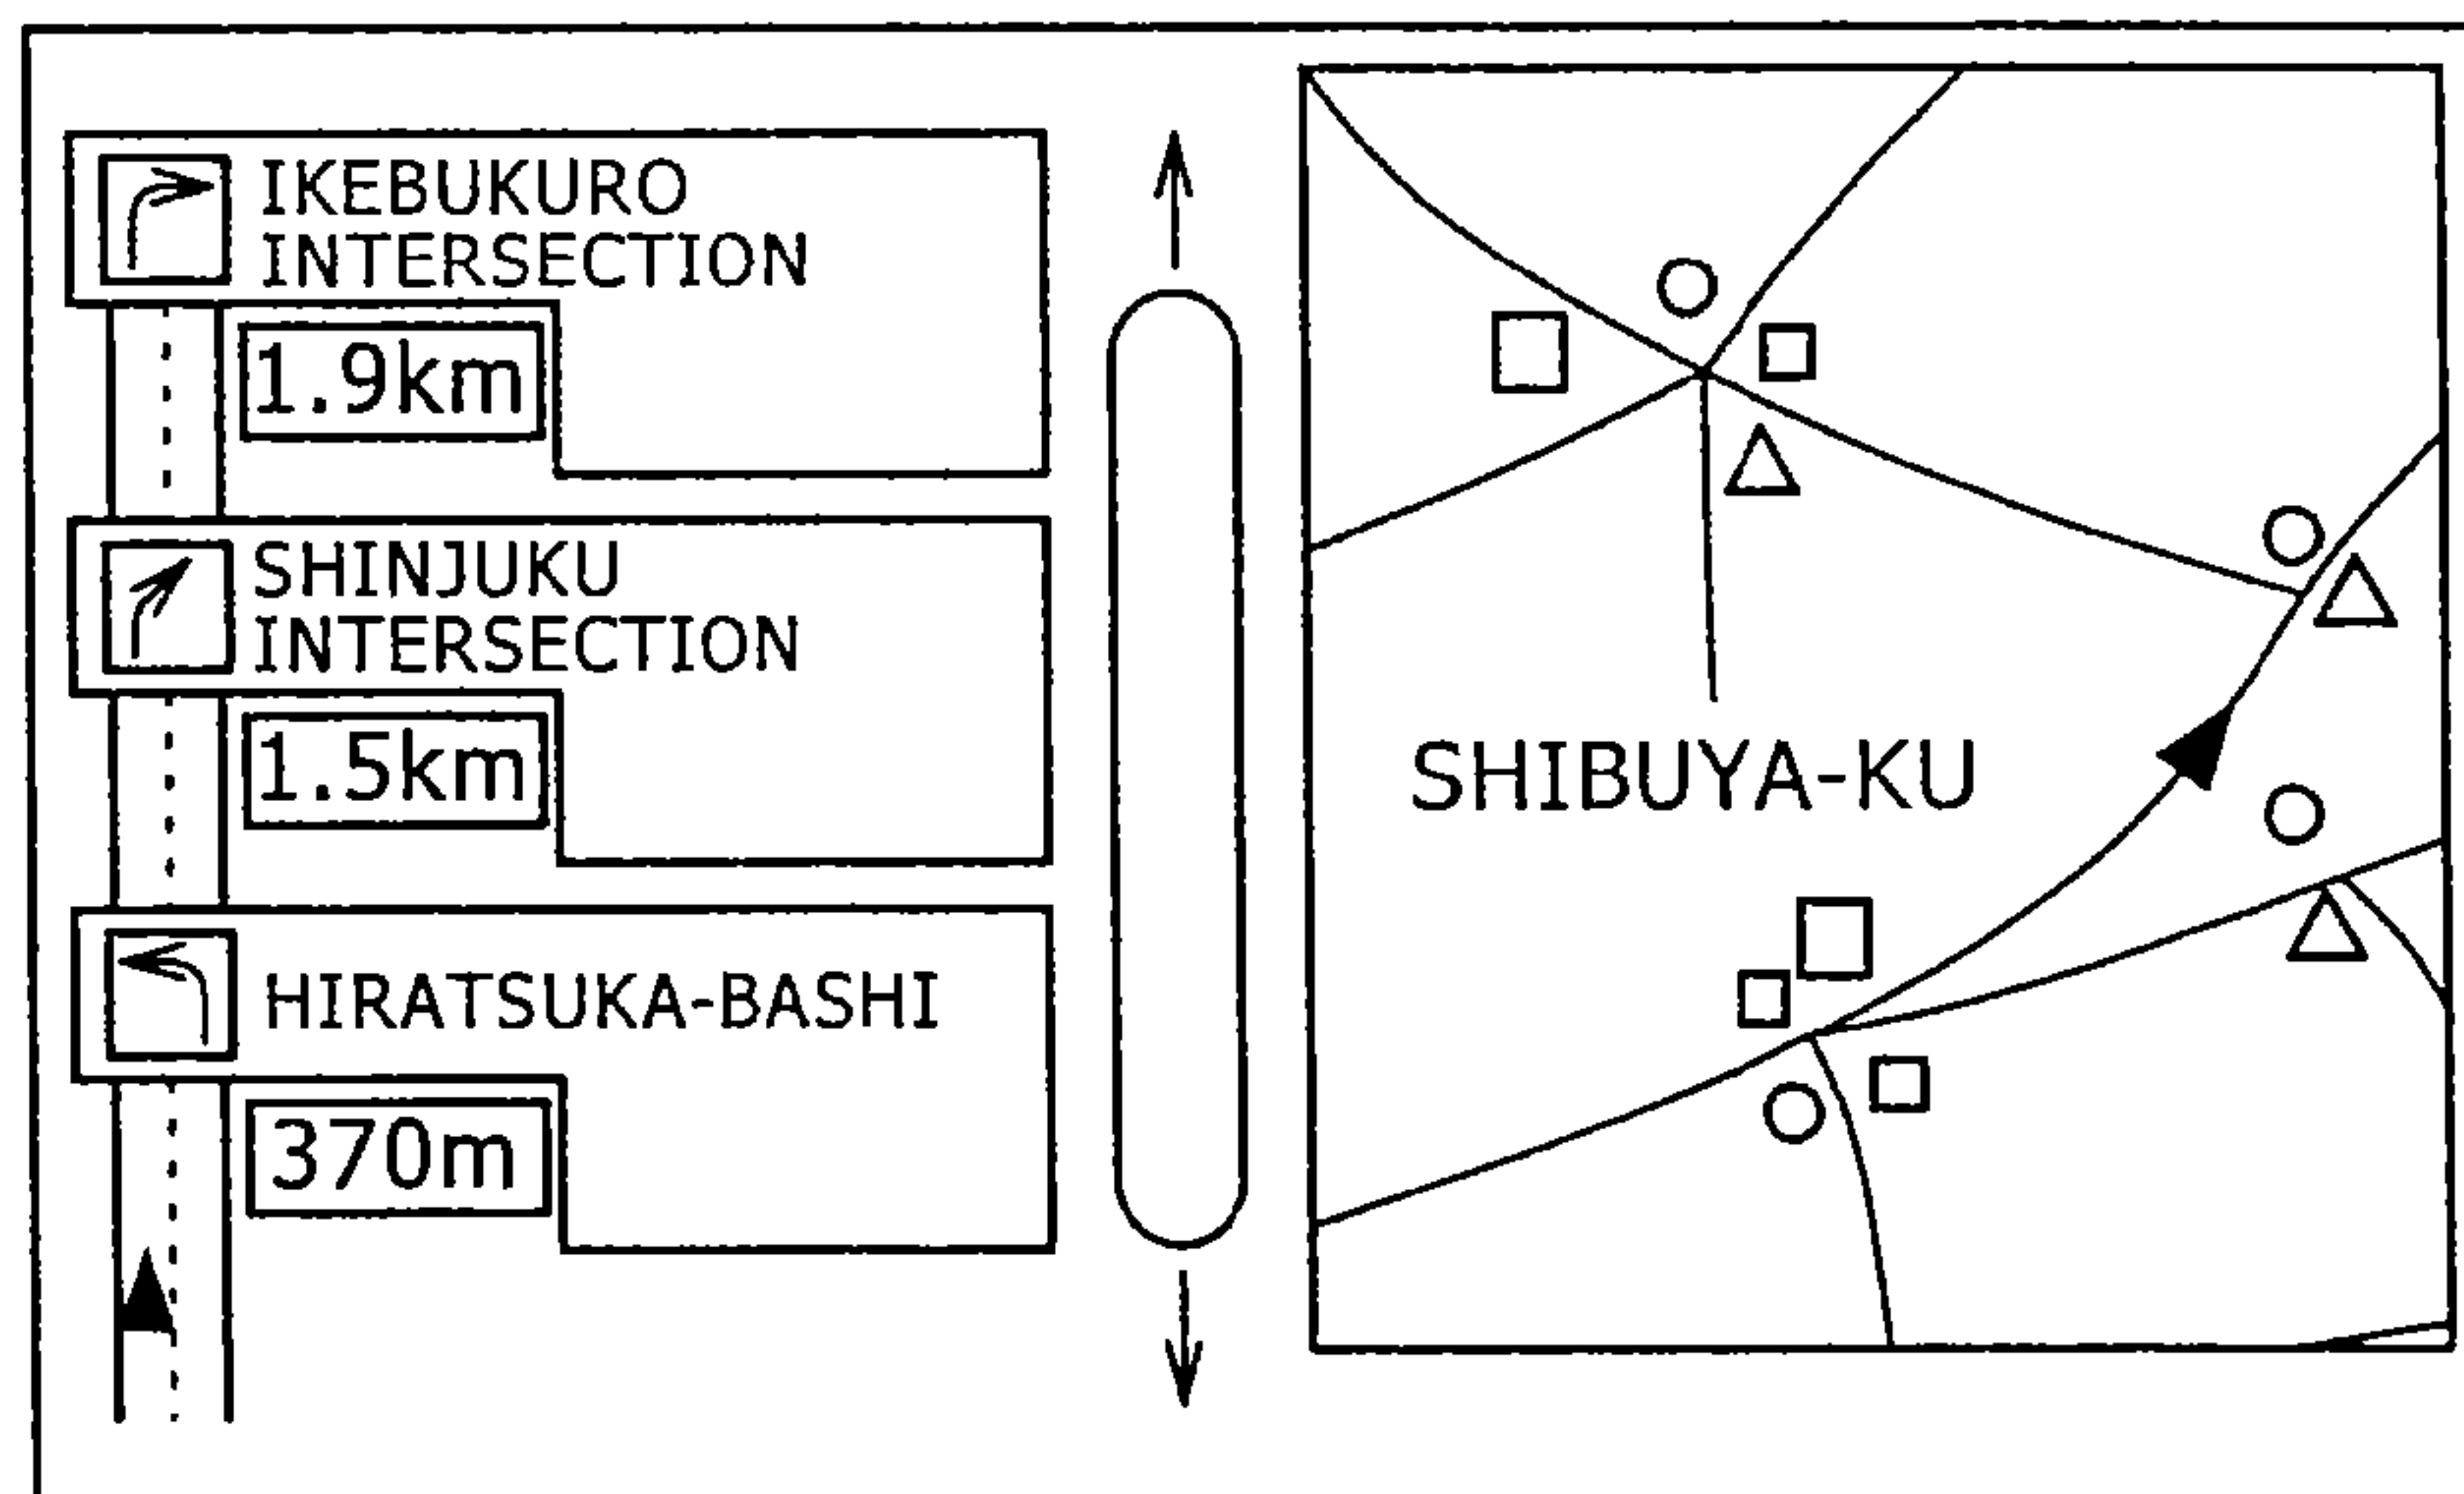 IKEBUKURO
INTERSECTION
1.9km
SHINJUKU
INTERSECTION
1.5km
HIRATSUKA-BASHI
370m
SHIBUYA-KU